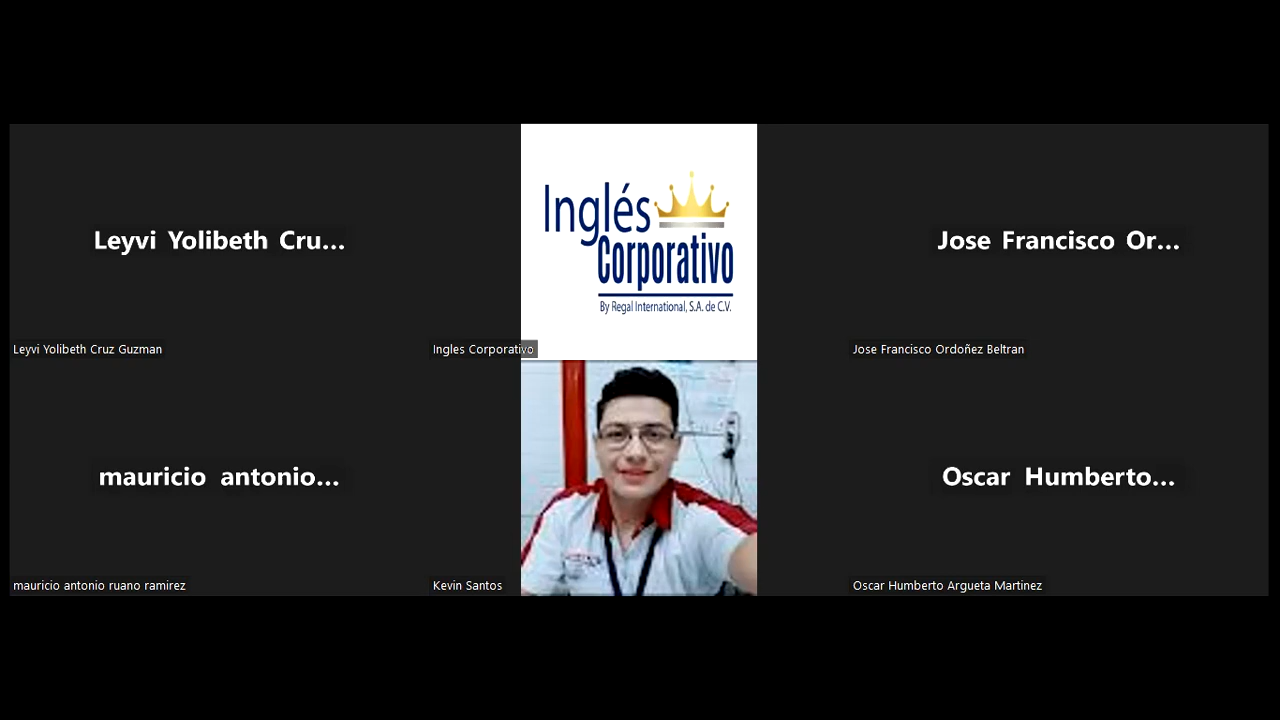 Leyvi Yolibeth Cru...
Leyvi Yolibeth Cruz Guzman
Inglés
Corporativo
By Regal International, S.A. de C.V.
Ingles Corporativo
Jose Francisco Or...
Jose Francisco Ordoñez Beltran
mauricio antonio...
mauricio antonio ruano ramirez
Kevin Santos
Oscar Humberto...
Oscar Humberto Argueta Martinez